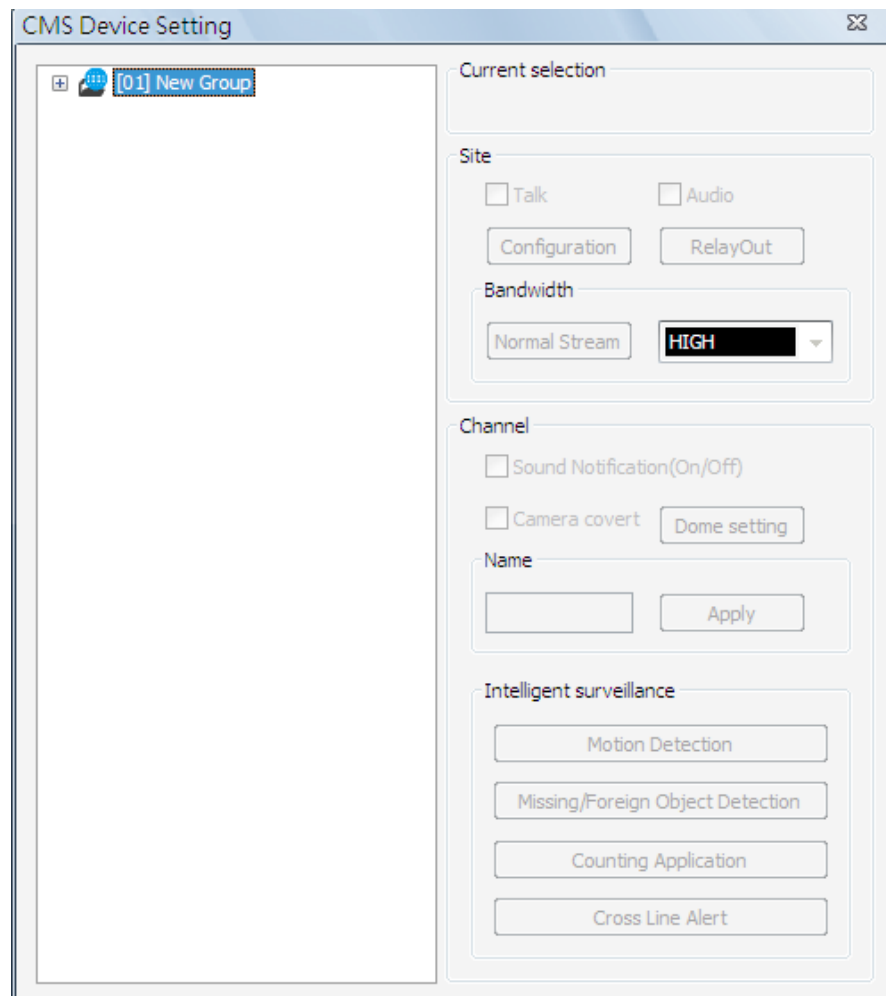 CMS Device Setting
[01] New Group
Current selection
Site
Talk Audio
Configuration RelayOut
Bandwidth
Normal Stream HIGH
Channel
Sound Notification(On/Off)
Camera covert Dome setting
Name
Apply
Intelligent surveillance
Motion Detection
Missing/Foreign Object Detection
Counting Application
Cross Line Alert